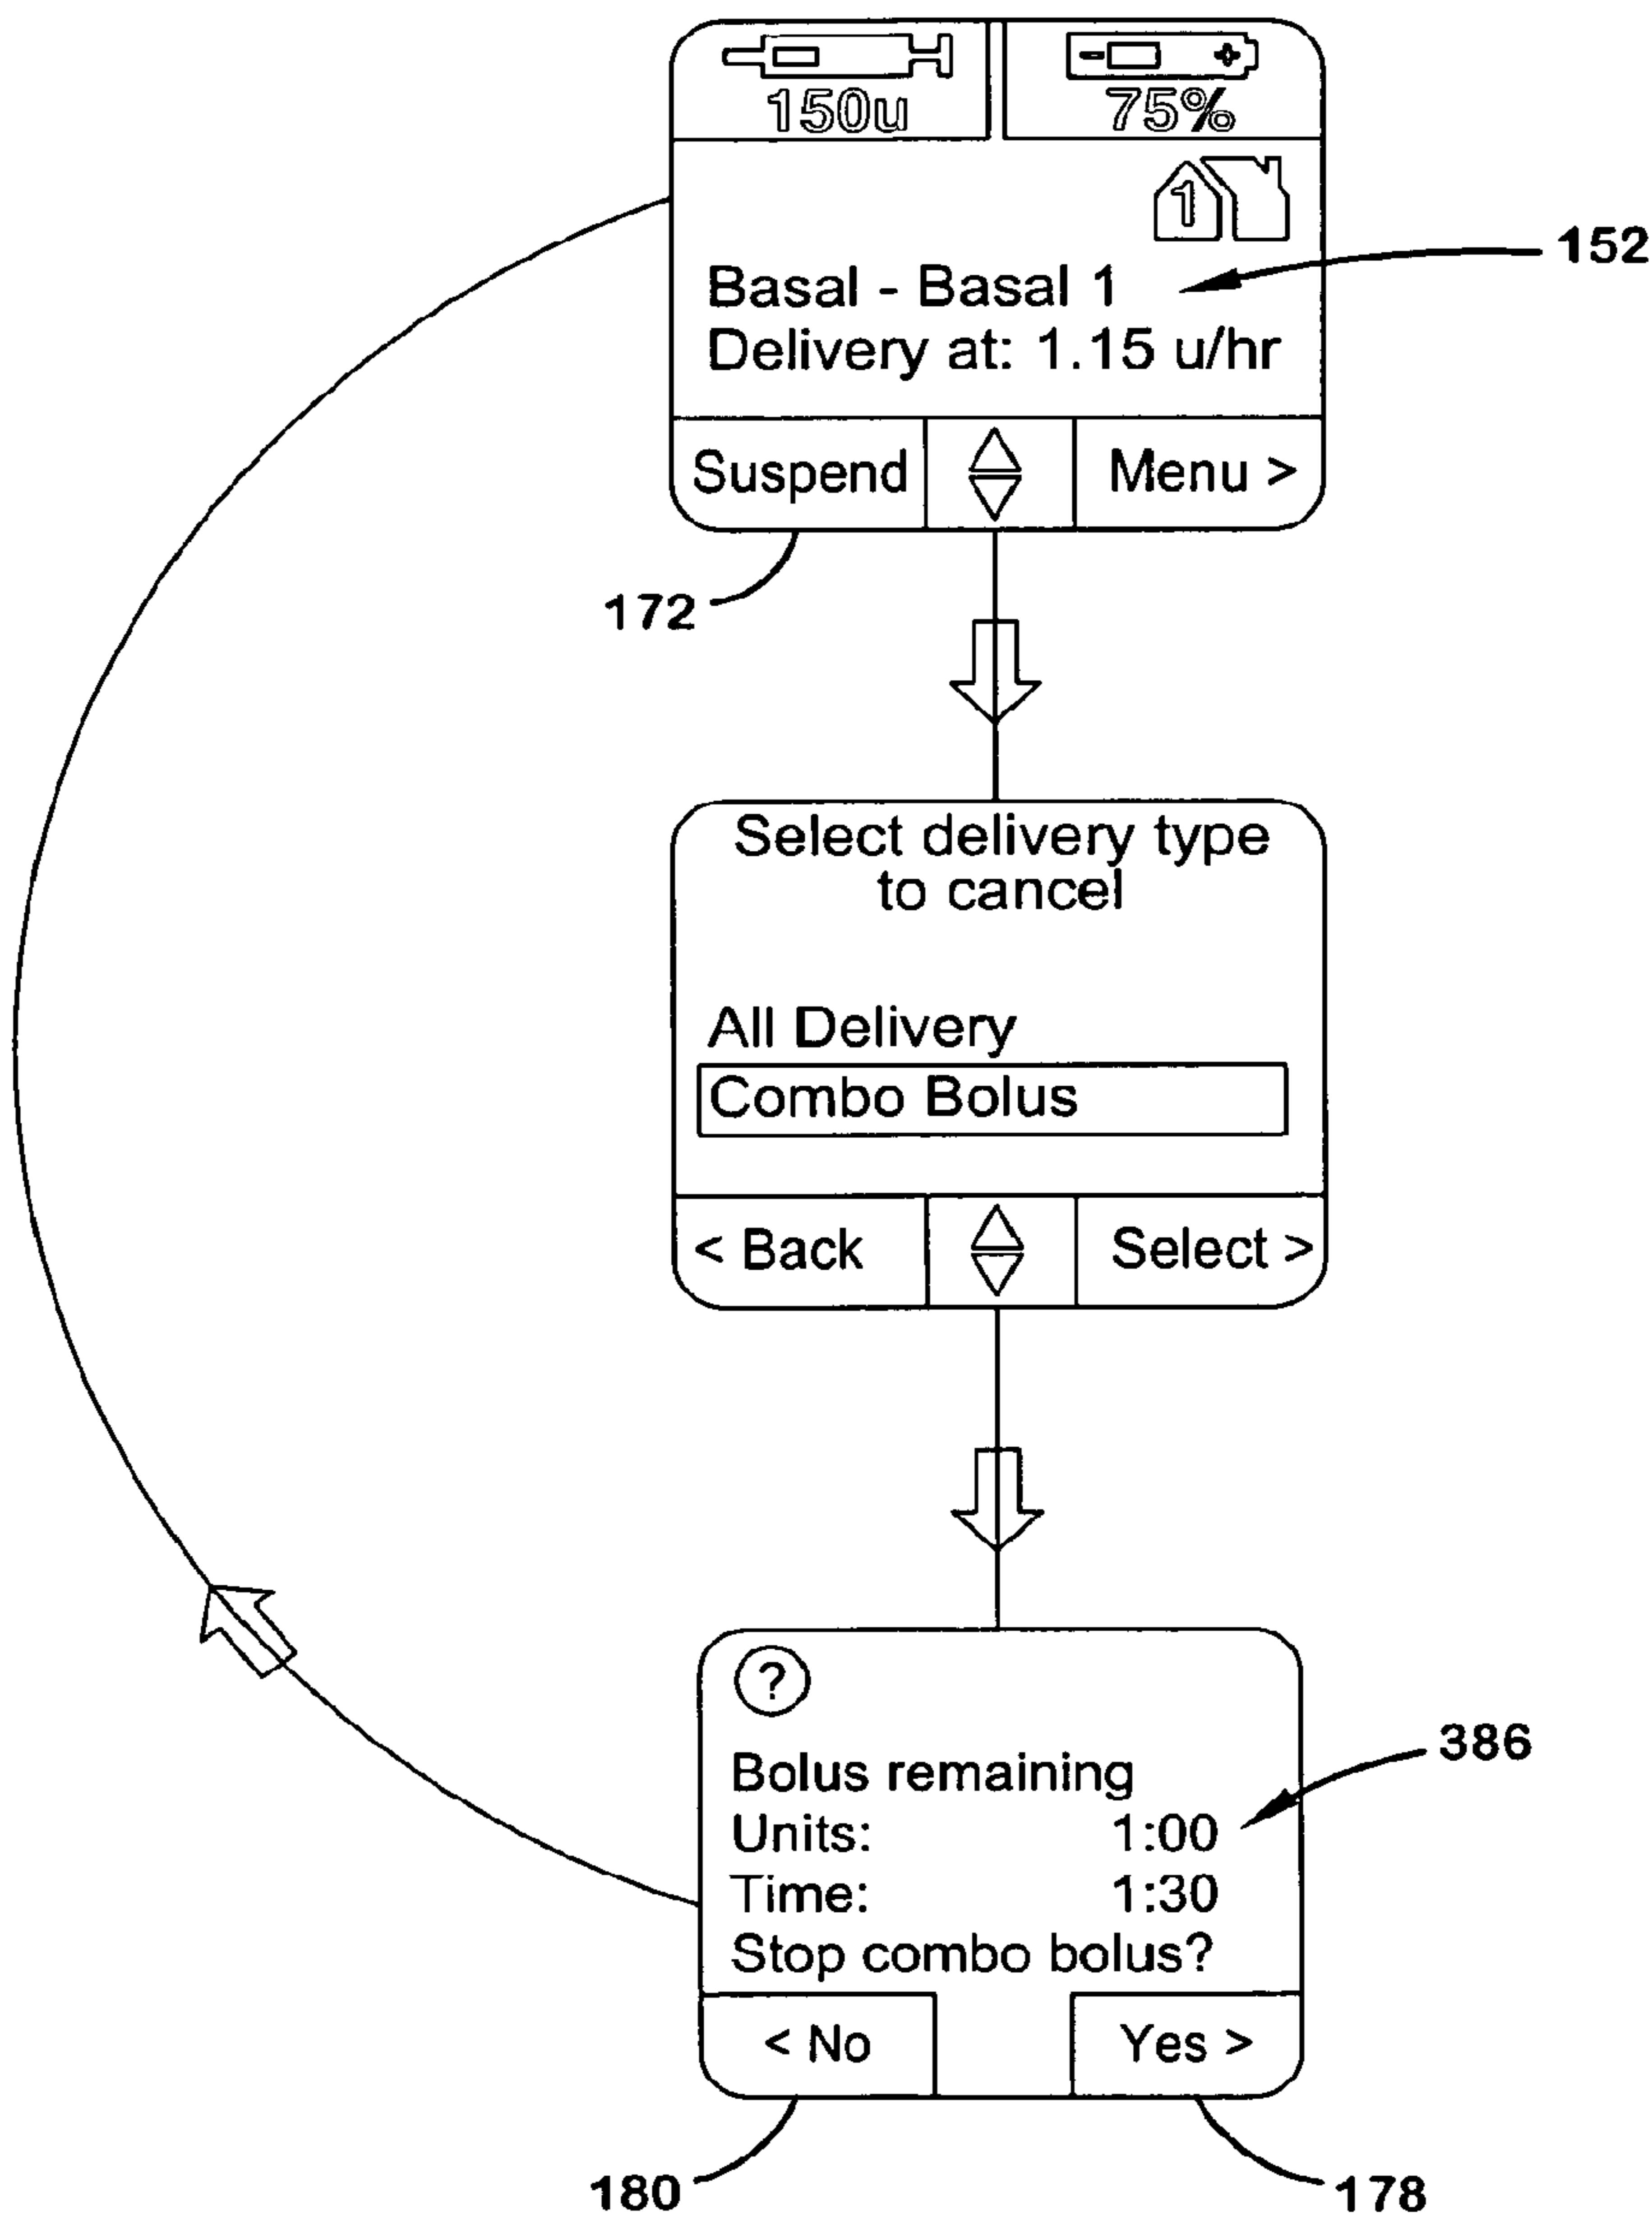 150u 75%
1
152
Basal - Basal 1
Delivery at: 1.15 u/hr
Suspend Menu >
172
Select delivery type
to cancel
All Delivery
Combo Bolus
< Back Select >
?
386
Bolus remaining
Units: 1:00
Time: 1:30
Stop combo bolus?
< No Yes >
180 178